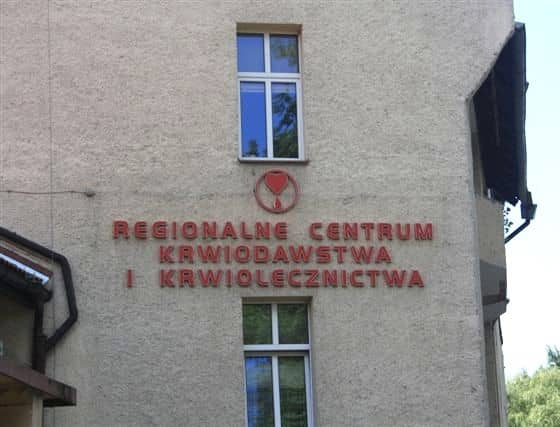 REGIONALNE CENTRUM
KRWIODAWSTWA
I KRWIOLECZNICTWA